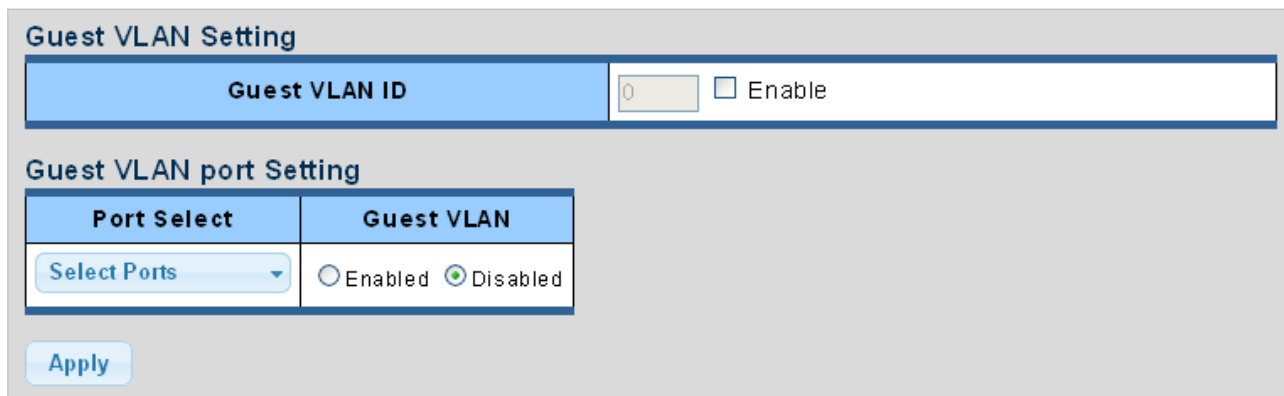 Guest VLAN Setting
Guest VLAN ID 0 Enable
Guest VLAN port Setting
Port Select Guest VLAN
Select Ports Enabled Disabled
Apply